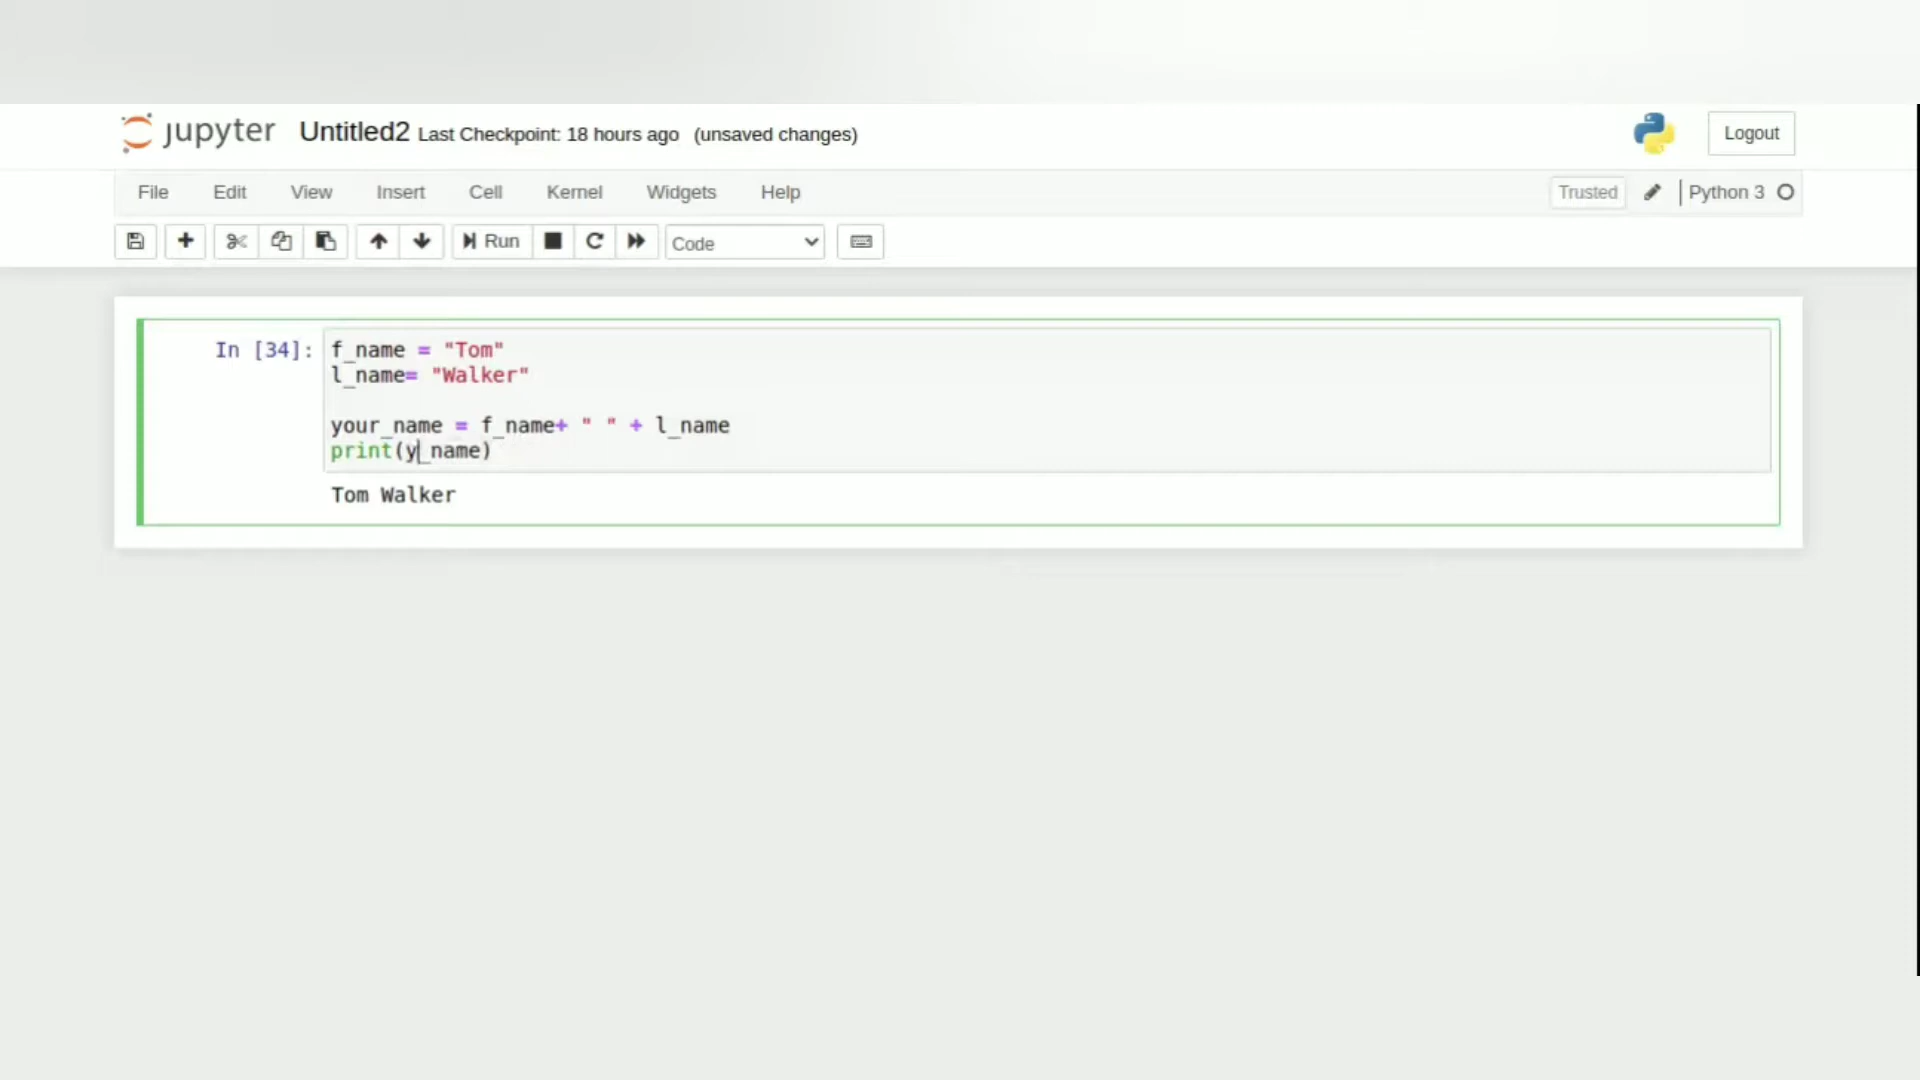 jupyter Untitled2 Last Checkpoint: 18 hours ago (unsaved changes) Logout
File Edit View Insert Cell Kernel Widgets Help Trusted Python 3
Run Code
In [34]: f_name = "Tom"
l_name= "Walker"
your_name = f_name+ " " + l_name
print(y_name)
Tom Walker